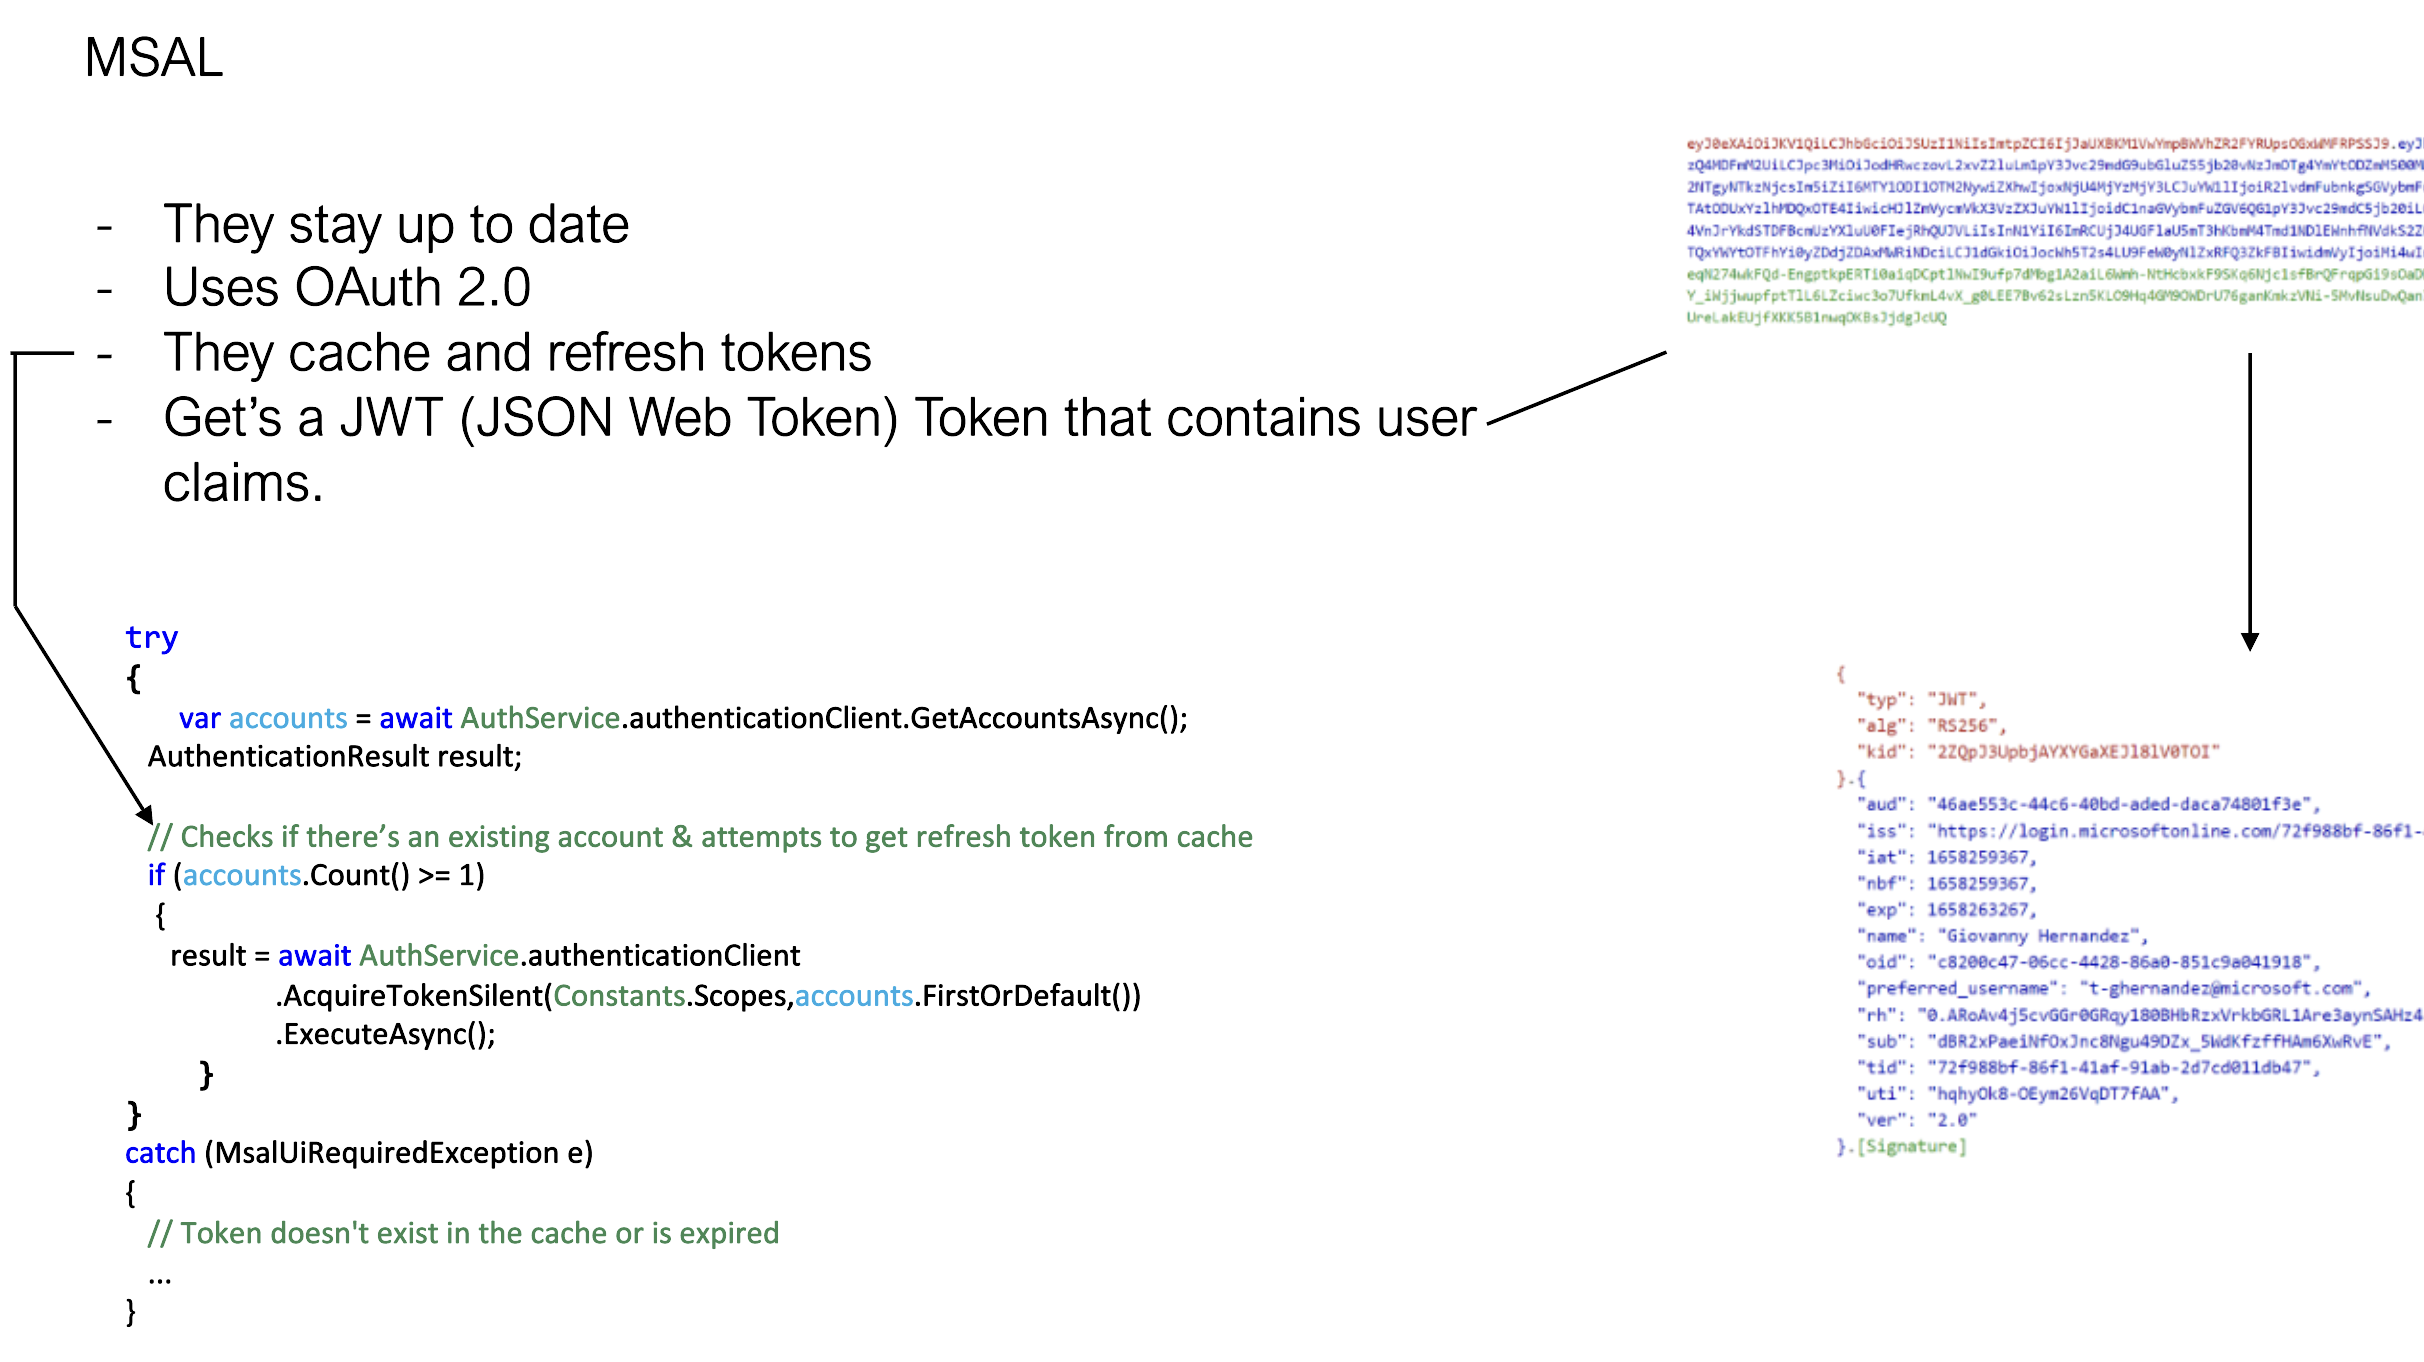 MSAL
- They stay up to date
- Uses OAuth 2.0
- They cache and refresh tokens
- Get’s a JWT (JSON Web Token) Token that contains user
claims.
try
{
var accounts = await AuthService.authenticationClient.GetAccountsAsync();
AuthenticationResult result;
// Checks if there’s an existing account & attempts to get refresh token from cache
if (accounts.Count() >= 1)
{
result = await AuthService.authenticationClient
.AcquireTokenSilent(Constants.Scopes,accounts.FirstOrDefault())
.ExecuteAsync();
}
}
catch (MsalUiRequiredException e)
{
// Token doesn't exist in the cache or is expired
...
}
{
"typ": "JWT",
"alg": "RS256",
"kid": "2ZQpJ3UpbjAYXYGaXEJl8lV0TOI"
}.{
"aud": "46ae553c-44c6-40bd-aded-daca74801f3e",
"iss": "https://login.microsoftonline.com/72f988bf-86f1-
"iat": 1658259367,
"nbf": 1658259367,
"exp": 1658263267,
"name": "Giovanny Hernandez",
"oid": "c8200c47-06cc-4428-86a0-851c9a041918",
"preferred_username": "t-ghernandez@microsoft.com",
"rh": "0.ARoAv4j5cvGGr0GRqy180BHbRzxVrkbGRL1Are3aynSAHz4
"sub": "dBR2xPaeiNfOxJnc8Ngu49DZx_5WdKfzffHAm6XwRvE",
"tid": "72f988bf-86f1-41af-91ab-2d7cd011db47",
"uti": "hqhyOk8-OEym26VqDT7fAA",
"ver": "2.0"
}.[Signature]